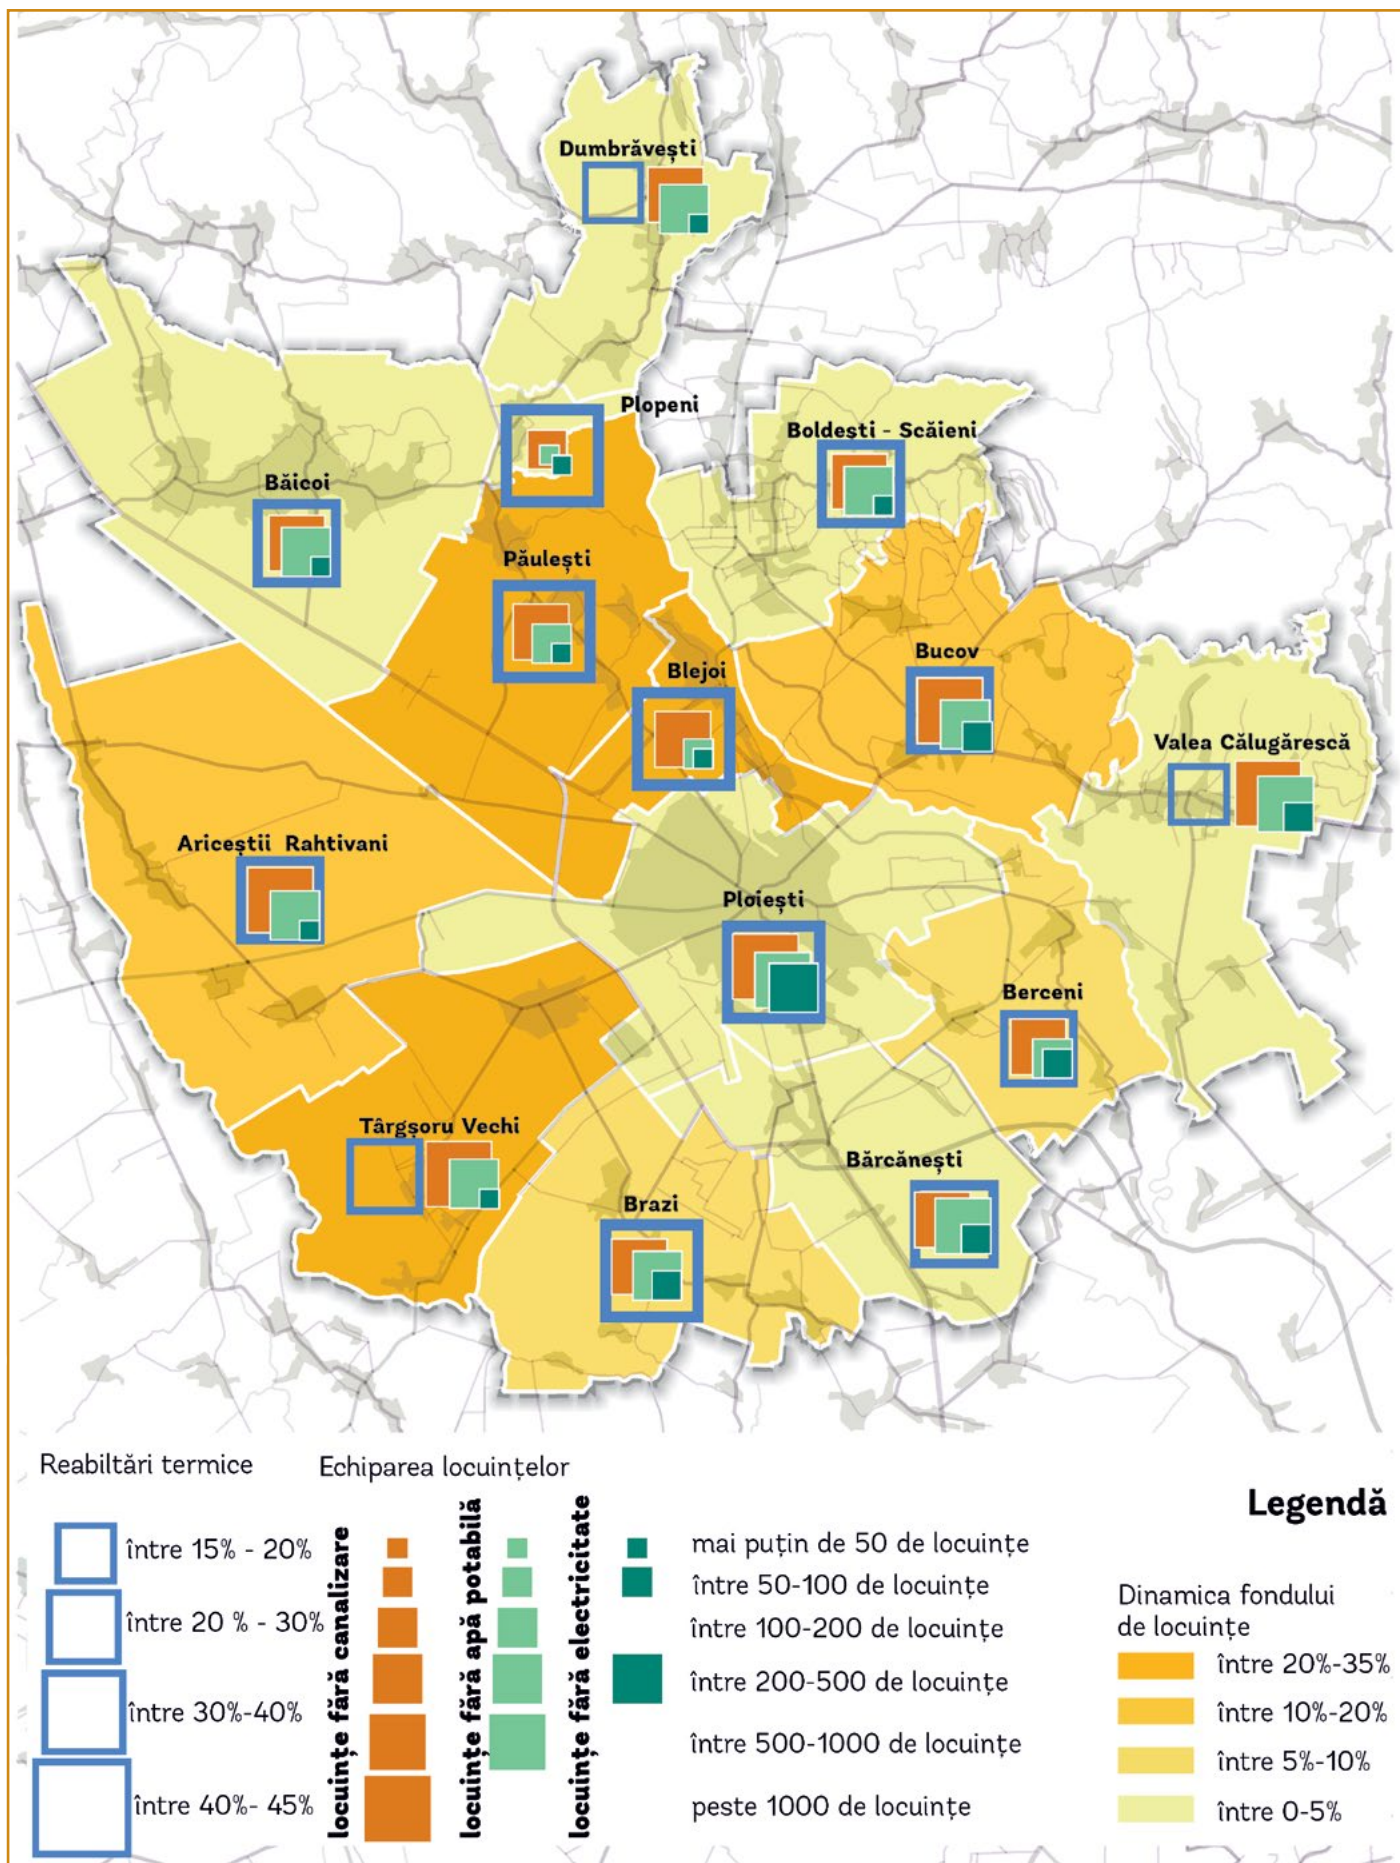 Dumbrăvești
Plopeni
Boldești - Scăieni
Băicoi
Păulești
Bucov
Blejoi
Valea Călugărescă
Ariceștii Rahtivani
Ploiești
Berceni
Târgșoru Vechi
Bărcănești
Brazi
Reabiltări termice
între 15% - 20%
între 20 % - 30%
între 30%-40%
între 40%- 45%
Echiparea locuințelor
locuințe fără canalizare
locuințe fără apă potabilă
locuințe fără electricitate
mai puțin de 50 de locuințe
între 50-100 de locuințe
între 100-200 de locuințe
între 200-500 de locuințe
între 500-1000 de locuințe
peste 1000 de locuințe
Legendă
Dinamica fondului
de locuințe
între 20%-35%
între 10%-20%
între 5%-10%
între 0-5%